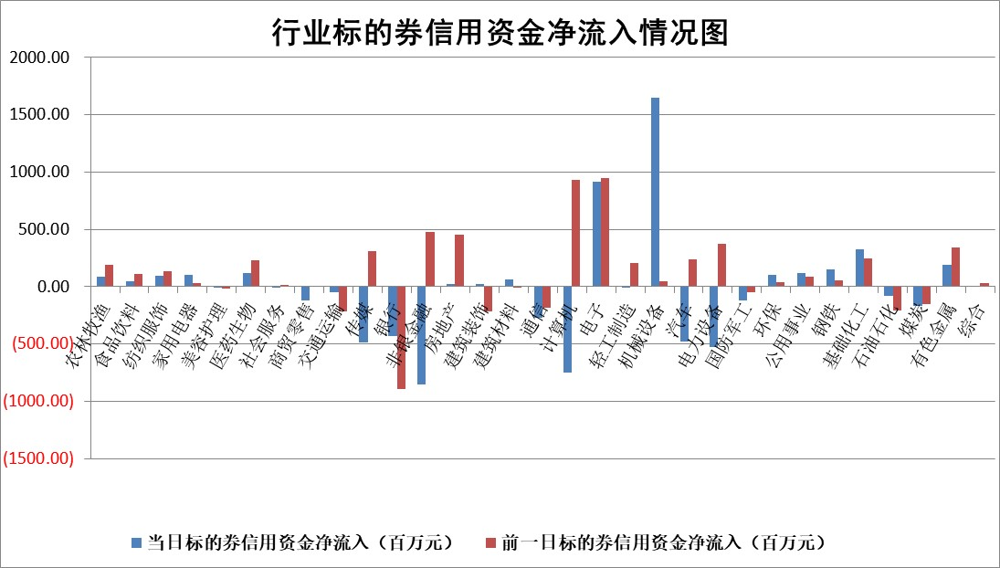 行业标的券信用资金净流入情况图
2000.00
1500.00
1000.00
500.00
0.00
(500.00)
(1000.00)
(1500.00)
农林牧渔
食品饮料
纺织服饰
家用电器
美容护理
医药生物
社会服务
商贸零售
交通运输
传媒
银行
非银金融
房地产
建筑装饰
建筑材料
通信
计算机
电子
轻工制造
机械设备
汽车
电力设备
国防军工
环保
公用事业
钢铁
基础化工
石油石化
煤炭
有色金属
综合
当日标的券信用资金净流入（百万元）
前一日标的券信用资金净流入（百万元）